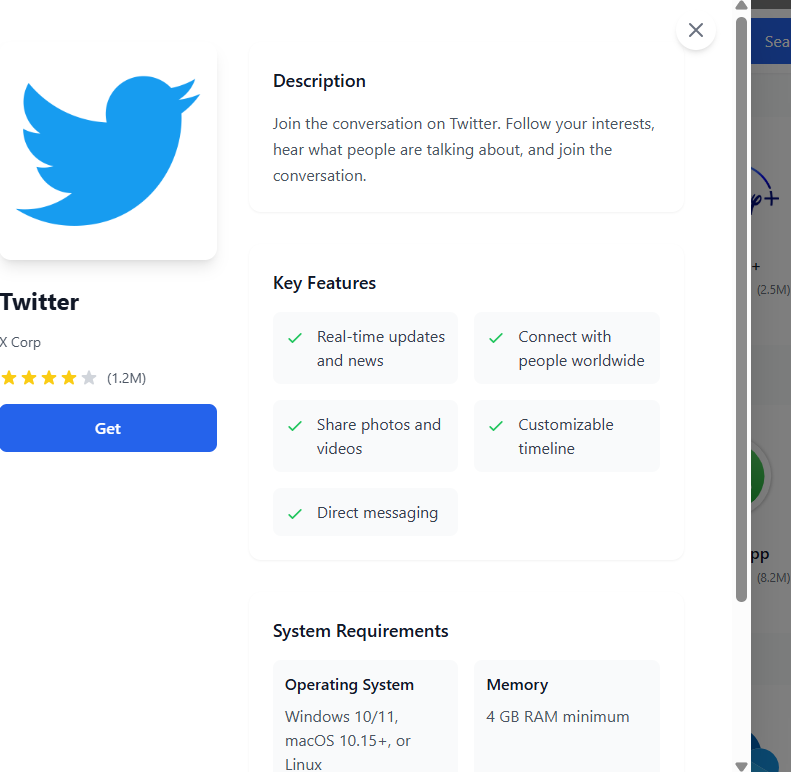 Description
Join the conversation on Twitter. Follow your interests,
hear what people are talking about, and join the
conversation.
Twitter
X Corp
(1.2M)
Get
Key Features
Real-time updates
and news
Connect with
people worldwide
Share photos and
videos
Customizable
timeline
Direct messaging
System Requirements
Operating System
Windows 10/11,
macOS 10.15+, or
Linux
Memory
4 GB RAM minimum
Sea
+
+
(2.5M)
pp
(8.2M)